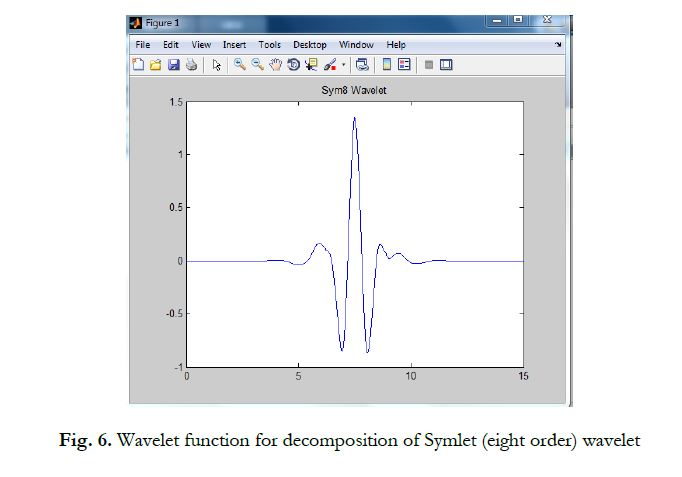 Figure 1
File Edit View Insert Tools Desktop Window Help
Sym8 Wavelet
1.5
1
0.5
0
-0.5
-1
0 5 10 15
Fig. 6. Wavelet function for decomposition of Symlet (eight order) wavelet